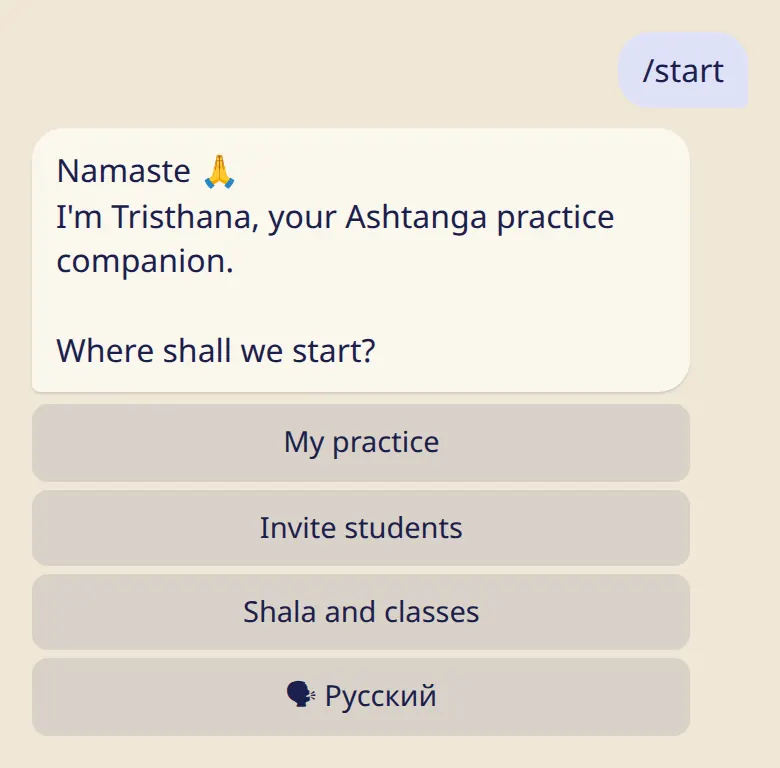 /start
Namaste 🙏
I'm Tristhana, your Ashtanga practice
companion.
Where shall we start?
My practice
Invite students
Shala and classes
🗣 Русский